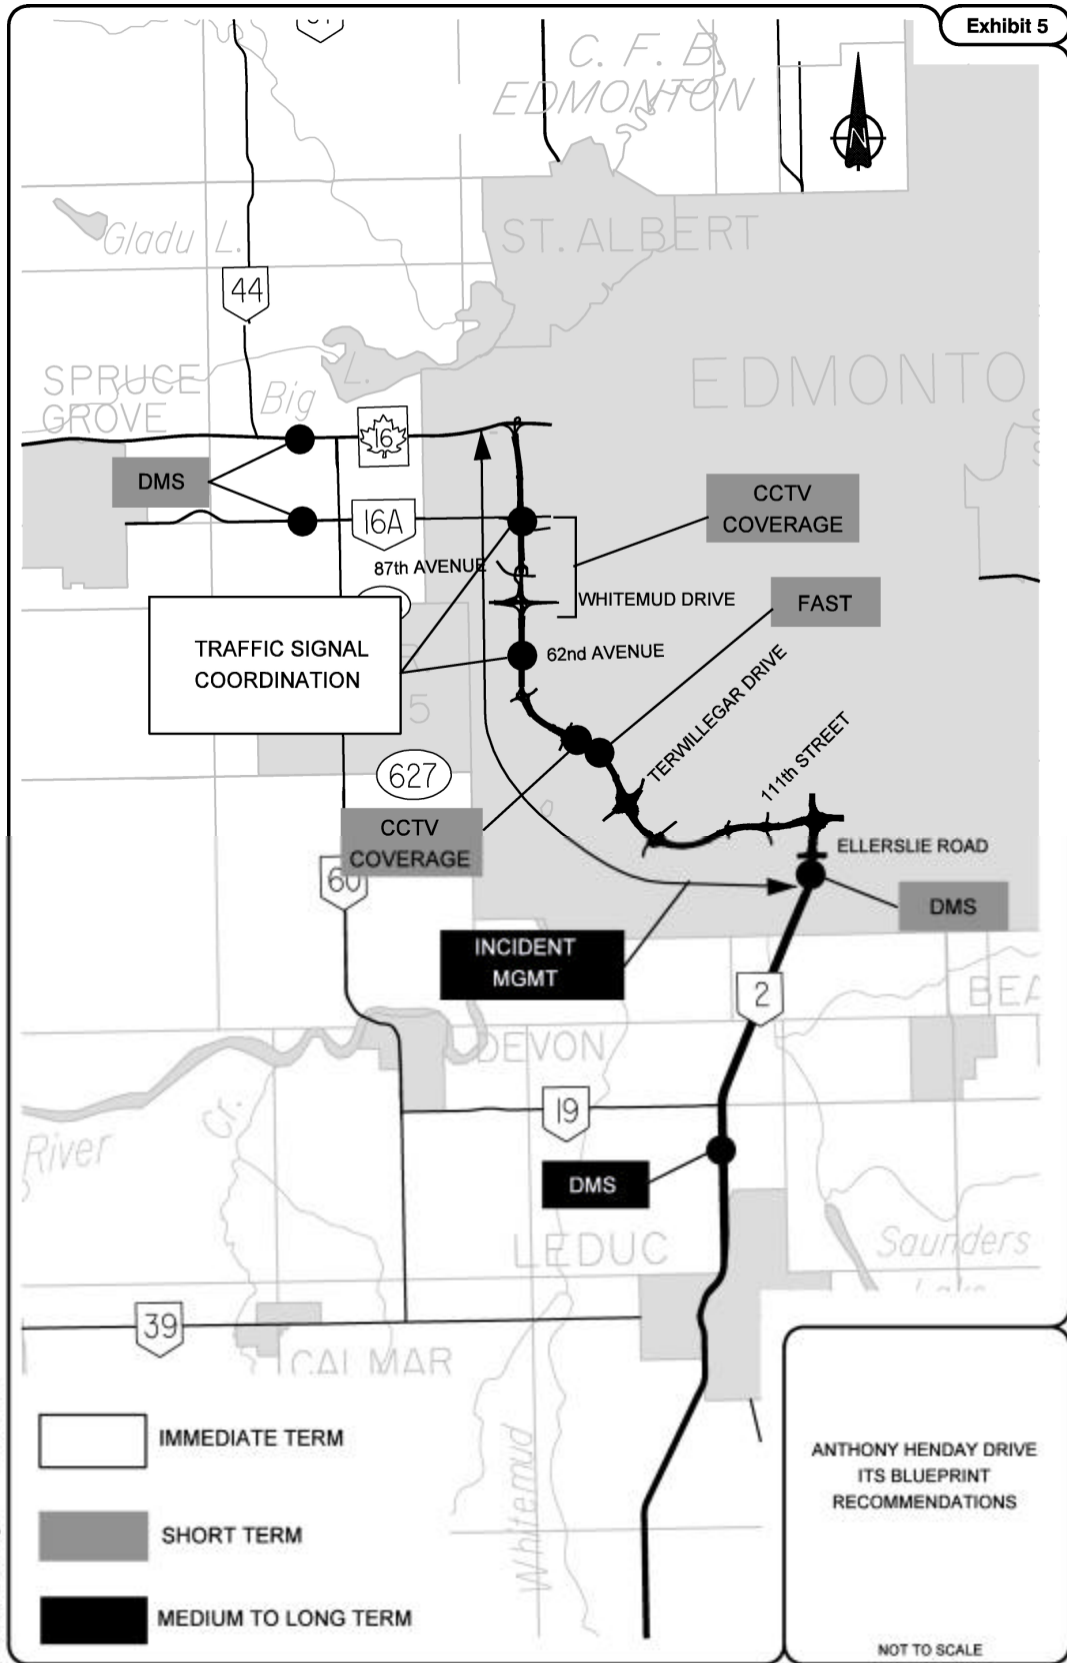 Exhibit 5
C. F. B.
EDMONTON
N
Gladu L.
ST. ALBERT
44
SPRUCE
GROVE
Big
L.
EDMONTO
16
DMS
16A
CCTV
COVERAGE
87th AVENUE
WHITEMUD DRIVE
FAST
TRAFFIC SIGNAL
COORDINATION
62nd AVENUE
TERWILLEGAR DRIVE
5
627
111th STREET
CCTV
COVERAGE
ELLERSLIE ROAD
60
DMS
INCIDENT
MGMT
2
BEA
DEVON
19
Cr.
River
DMS
LEDUC
Saunders
39
CALMAR
Whitemud
IMMEDIATE TERM
SHORT TERM
MEDIUM TO LONG TERM
ANTHONY HENDAY DRIVE
ITS BLUEPRINT
RECOMMENDATIONS
NOT TO SCALE